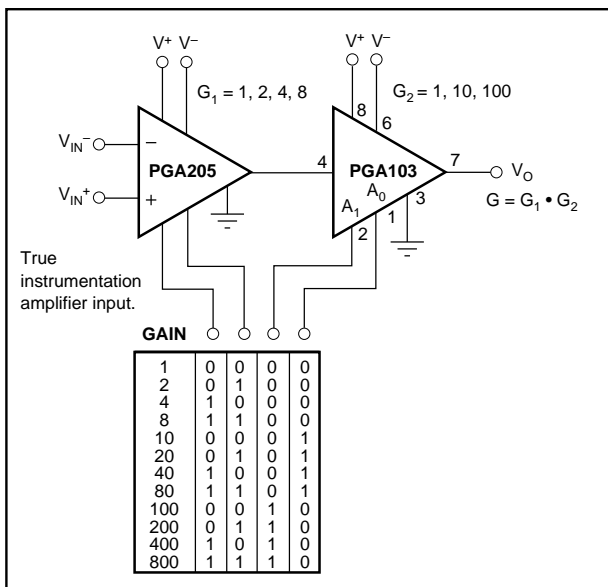 V+ V– V+ V–
G1 = 1, 2, 4, 8 G2 = 1, 10, 100
8 6
VIN– – PGA205 4 PGA103 7 VO
VIN+ + A1 A0 3 G = G1 • G2
2 1
True
instrumentation
amplifier input.
GAIN
1 0 0 0 0
2 0 1 0 0
4 1 0 0 0
8 1 1 0 0
10 0 0 0 1
20 0 1 0 1
40 1 0 0 1
80 1 1 0 1
100 0 0 1 0
200 0 1 1 0
400 1 0 1 0
800 1 1 1 0